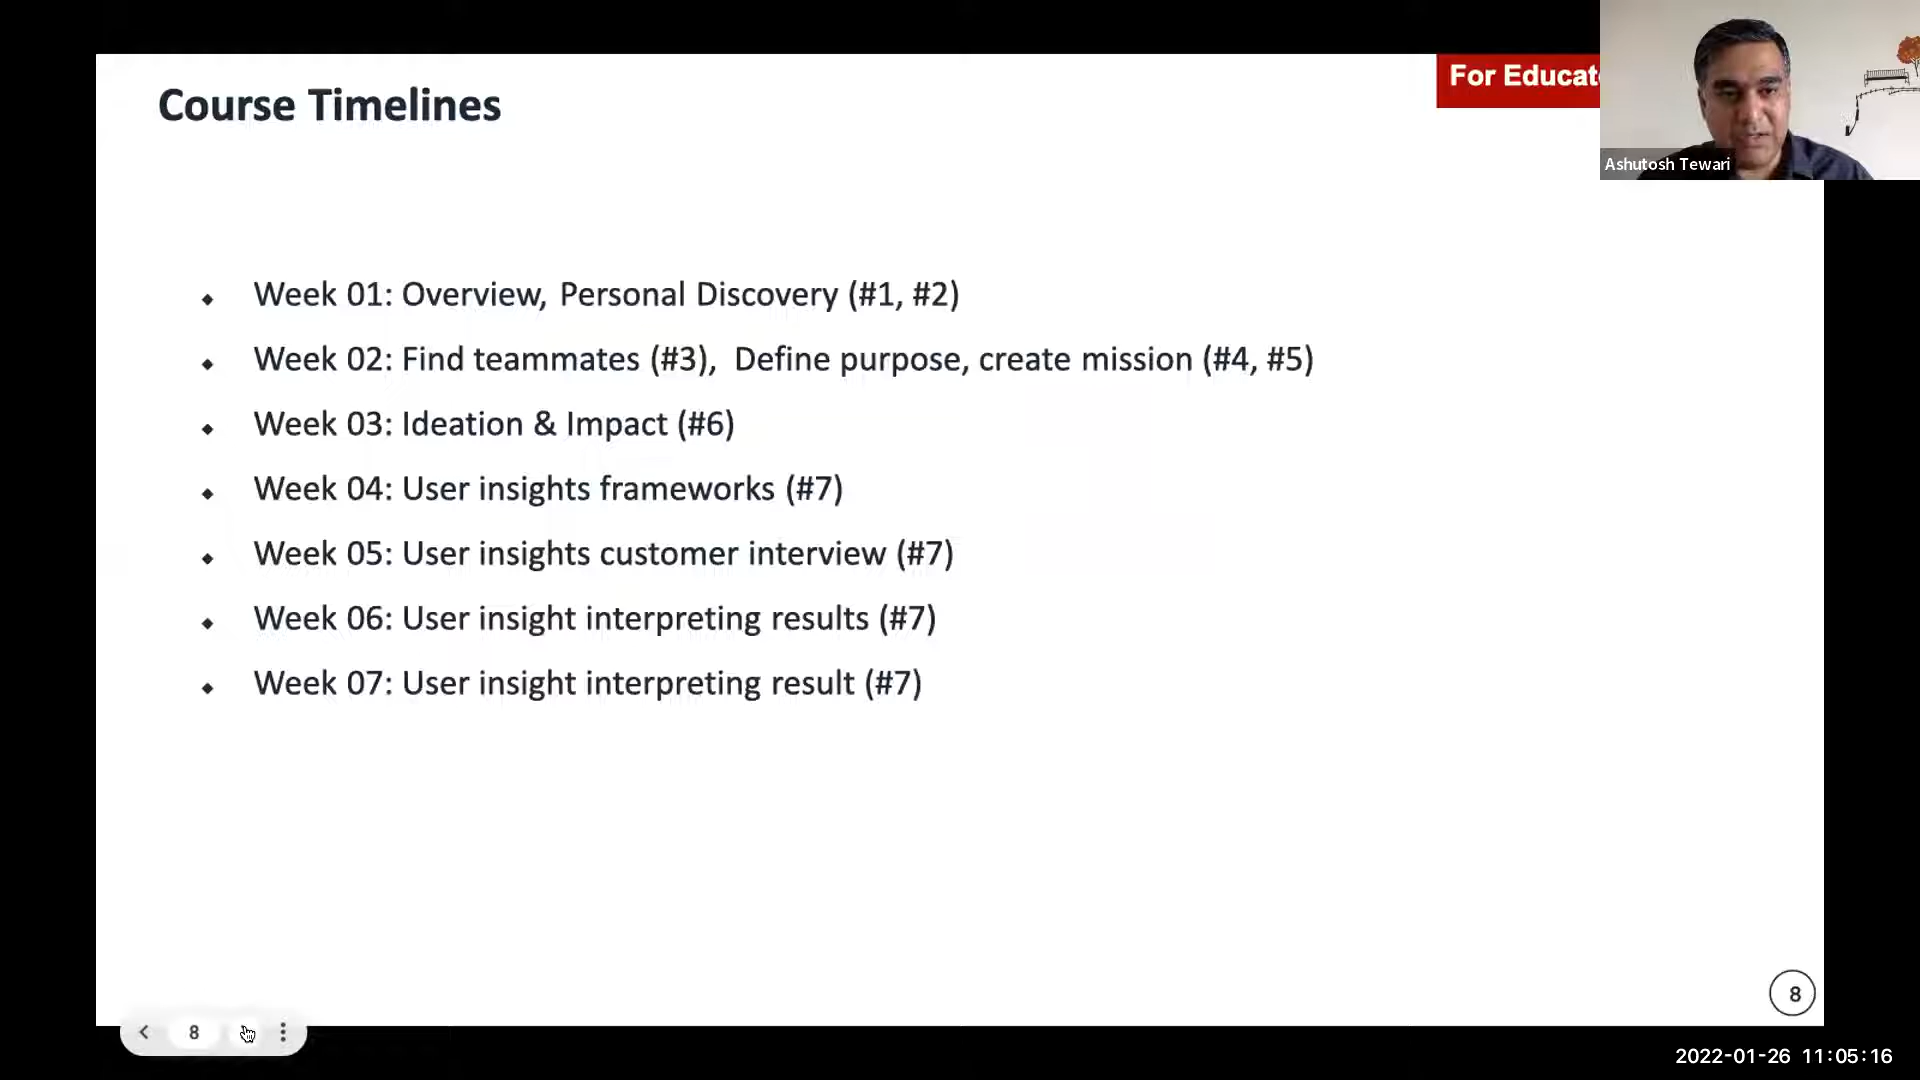 Course Timelines
For Educat
Ashutosh Tewari
Week 01: Overview, Personal Discovery (#1, #2)
Week 02: Find teammates (#3), Define purpose, create mission (#4, #5)
Week 03: Ideation & Impact (#6)
Week 04: User insights frameworks (#7)
Week 05: User insights customer interview (#7)
Week 06: User insight interpreting results (#7)
Week 07: User insight interpreting result (#7)
8
8
2022-01-26 11:05:16